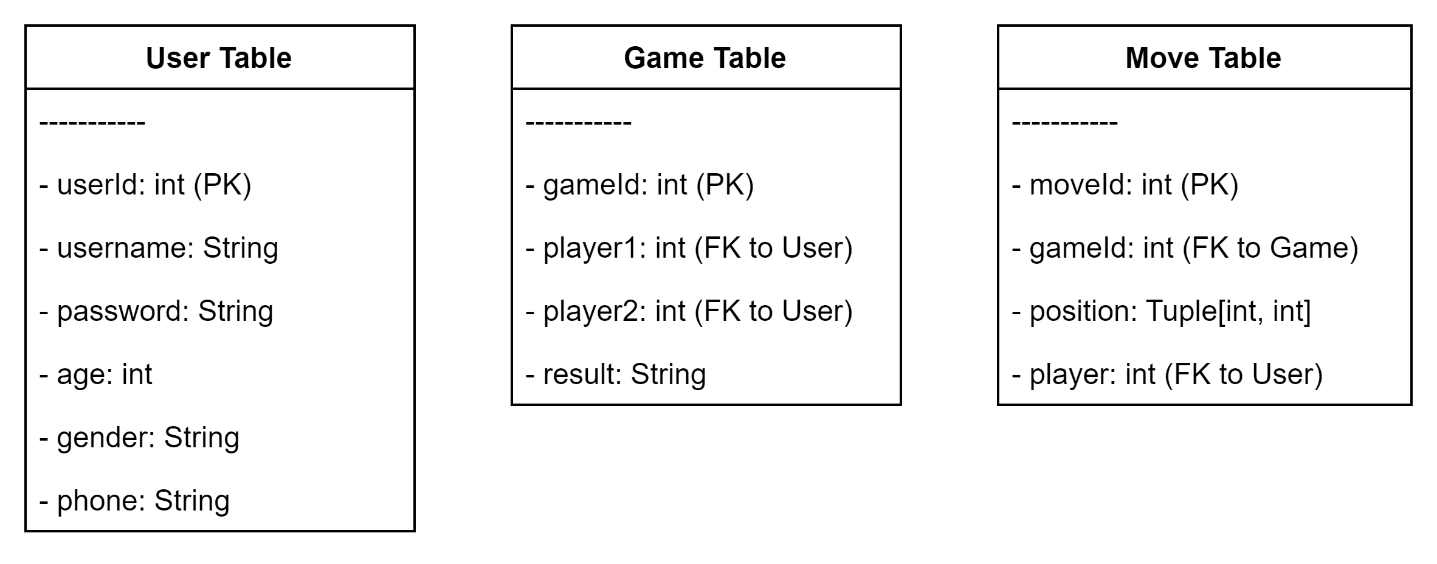 User Table
-----------
- userId: int (PK)
- username: String
- password: String
- age: int
- gender: String
- phone: String
Game Table
-----------
- gameId: int (PK)
- player1: int (FK to User)
- player2: int (FK to User)
- result: String
Move Table
-----------
- moveId: int (PK)
- gameId: int (FK to Game)
- position: Tuple[int, int]
- player: int (FK to User)